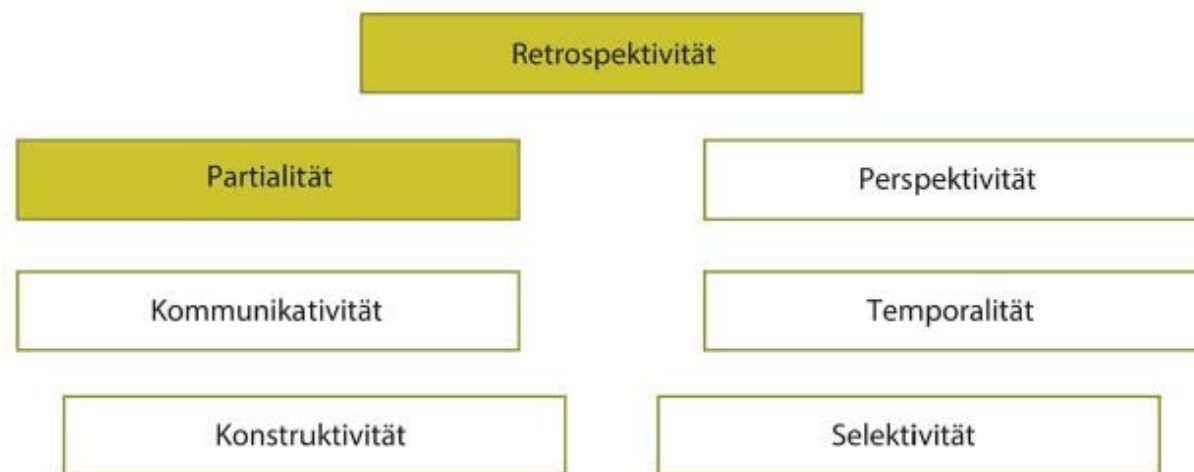 Retrospektivität
Partialität
Perspektivität
Kommunikativität
Temporalität
Konstruktivität
Selektivität